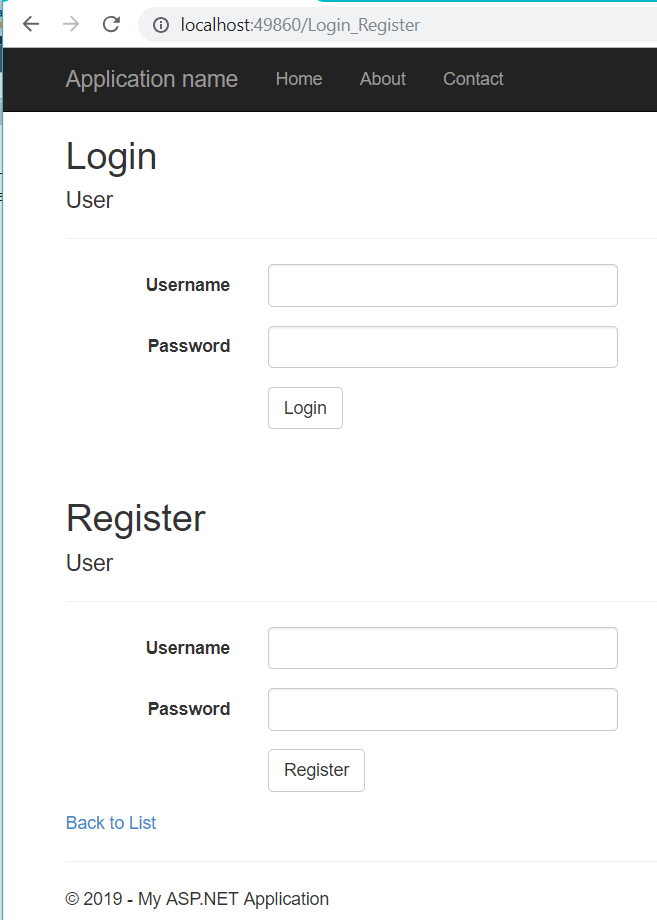 localhost:49860/Login_Register
Application name Home About Contact
Login
User
Username
Password
Login
Register
User
Username
Password
Register
Back to List
© 2019 - My ASP.NET Application